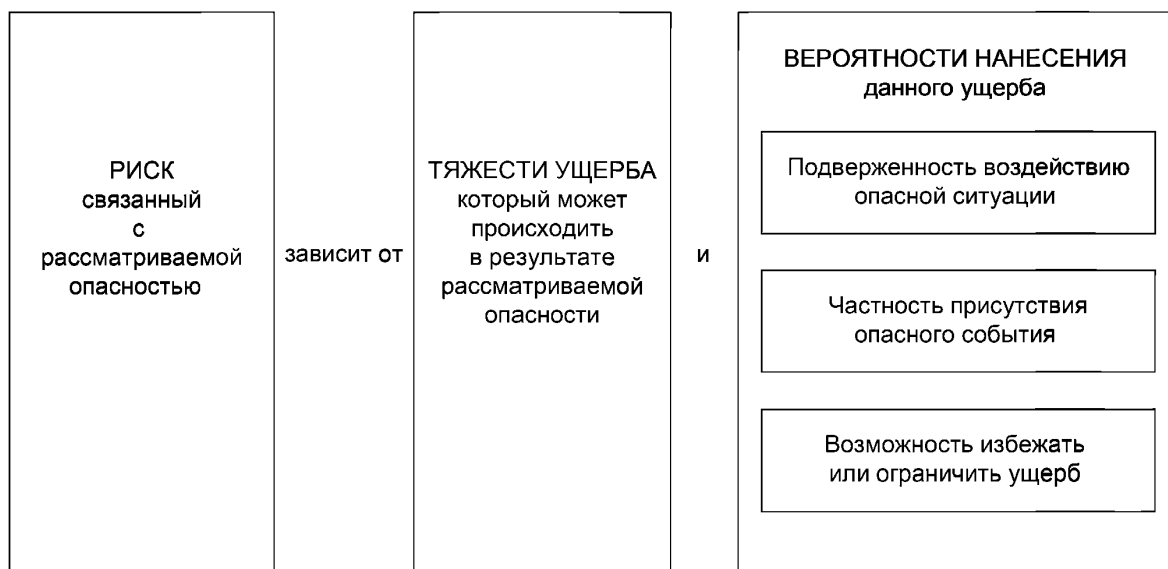 РИСК
связанный
с
рассматриваемой
опасностью
зависит от
ТЯЖЕСТИ УЩЕРБА
который может
происходить
в результате
рассматриваемой
опасности
и
ВЕРОЯТНОСТИ НАНЕСЕНИЯ
данного ущерба
Подверженность воздействию
опасной ситуации
Частность присутствия
опасного события
Возможность избежать
или ограничить ущерб